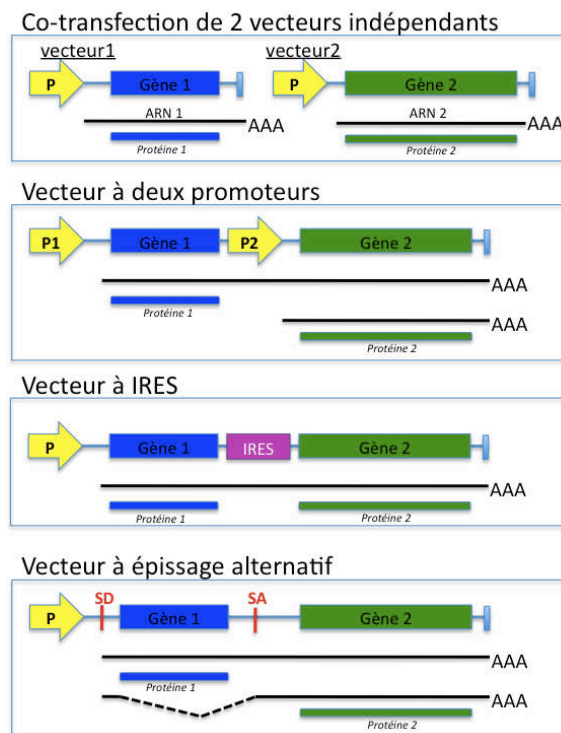 Co-transfection de 2 vecteurs indépendants
vecteur1 vecteur2
P Gène 1 P Gène 2
ARN 1 AAA ARN 2 AAA
Protéine 1 Protéine 2
Vecteur à deux promoteurs
P1 Gène 1 P2 Gène 2
AAA
Protéine 1
AAA
Protéine 2
Vecteur à IRES
P Gène 1 IRES Gène 2
AAA
Protéine 1 Protéine 2
Vecteur à épissage alternatif
SD SA
P Gène 1 Gène 2
AAA
Protéine 1
AAA
Protéine 2